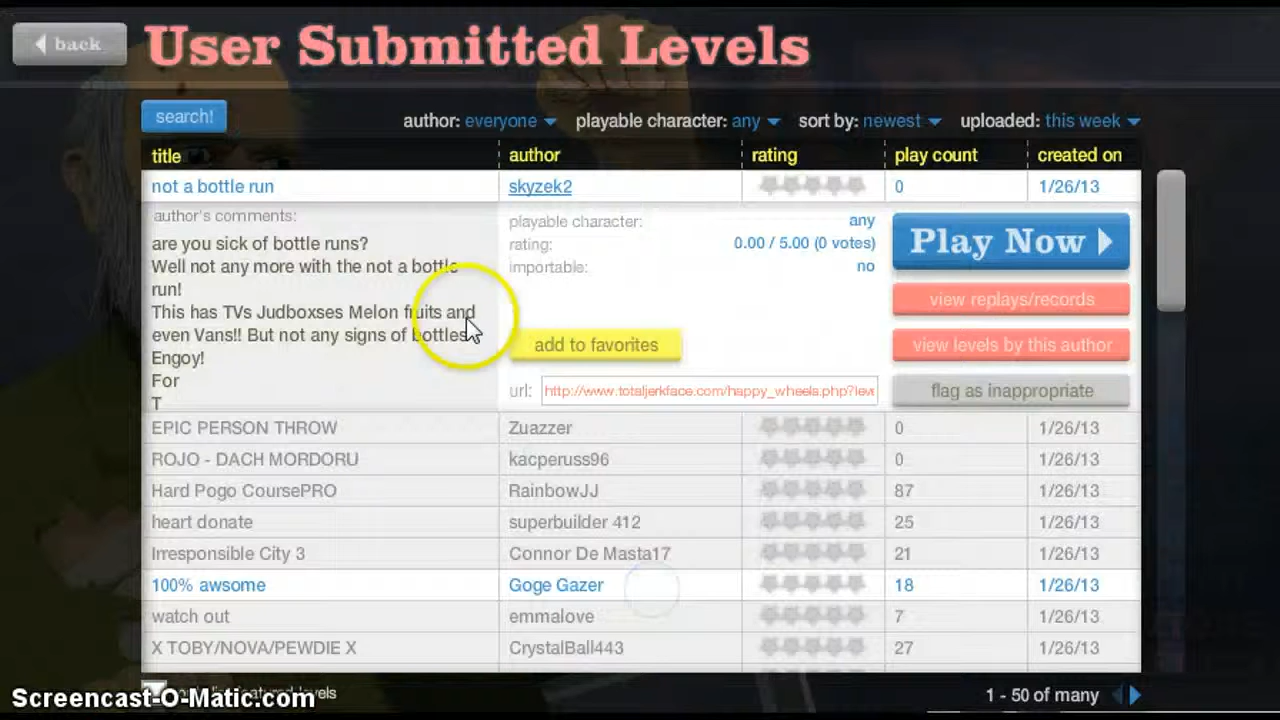 back
User Submitted Levels
search!
author: everyone playable character: any sort by: newest uploaded: this week
title author rating play count created on
not a bottle run skyzek2 0 1/26/13
author's comments:
are you sick of bottle runs?
Well not any more with the not a bottle
run!
This has TVs Judboxses Melon fruits and
even Vans!! But not any signs of bottles
Engoy!
For
T
playable character: any
rating: 0.00 / 5.00 (0 votes)
importable: no
add to favorites
url: http://www.totaljerkface.com/happy_wheels.php?leve
Play Now
view replays/records
view levels by this author
flag as inappropriate
EPIC PERSON THROW Zuazzer 0 1/26/13
ROJO - DACH MORDORU kacperuss96 0 1/26/13
Hard Pogo CoursePRO RainbowJJ 87 1/26/13
heart donate superbuilder 412 25 1/26/13
Irresponsible City 3 Connor De Masta17 21 1/26/13
100% awsome Goge Gazer 18 1/26/13
watch out emmalove 7 1/26/13
X TOBY/NOVA/PEWDIE X CrystalBall443 27 1/26/13
levels
1 - 50 of many
Screencast-O-Matic.com